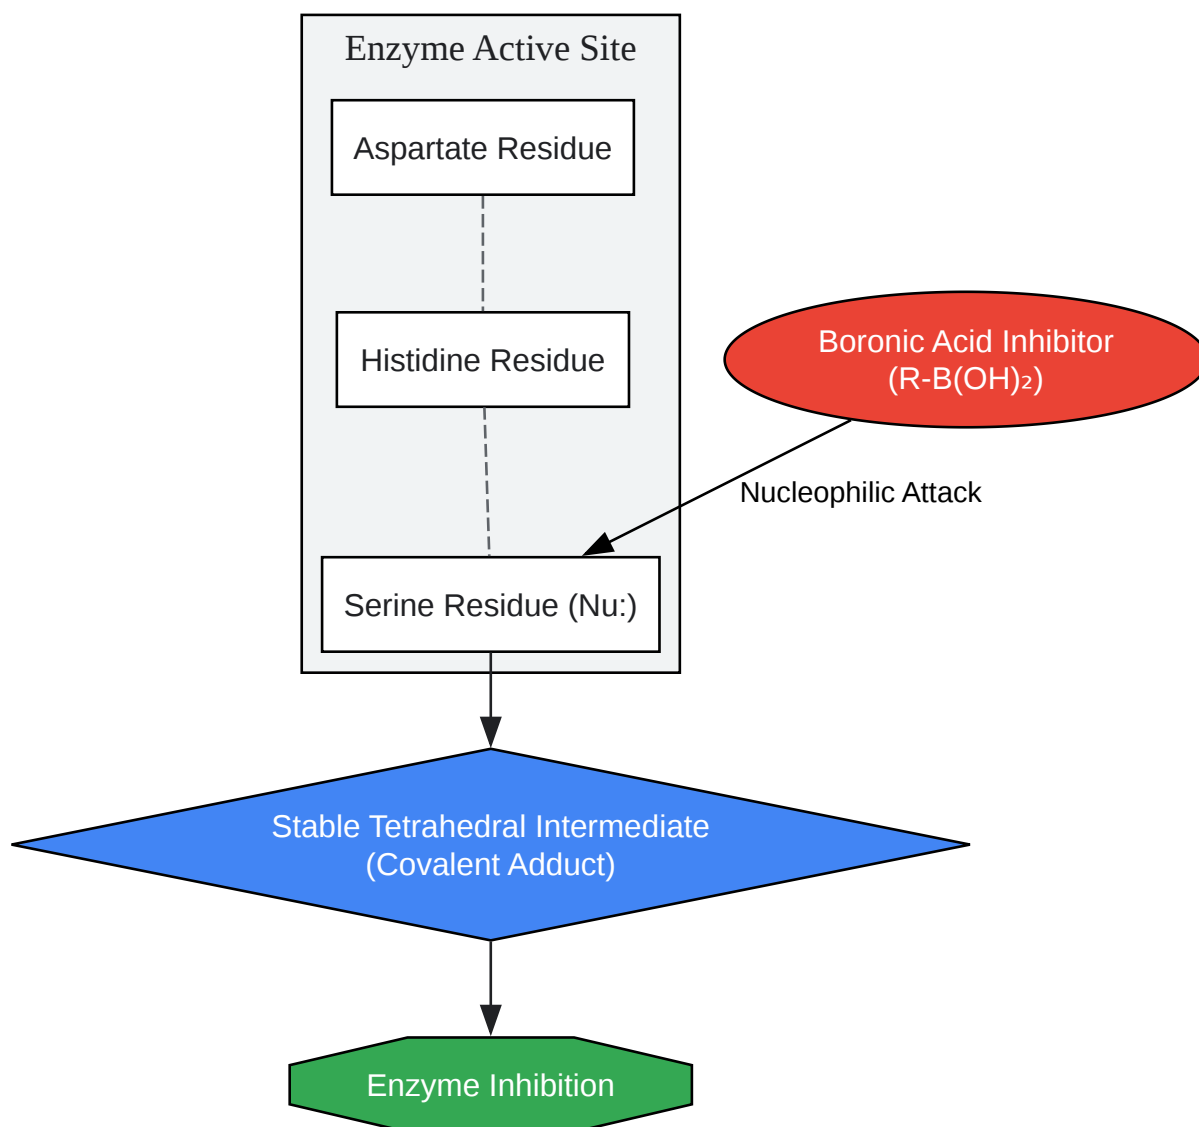 Enzyme Active Site
Aspartate Residue
Histidine Residue
Boronic Acid Inhibitor
(R-B(OH)₂)
Nucleophilic Attack
Serine Residue (Nu:)
Stable Tetrahedral Intermediate
(Covalent Adduct)
Enzyme Inhibition